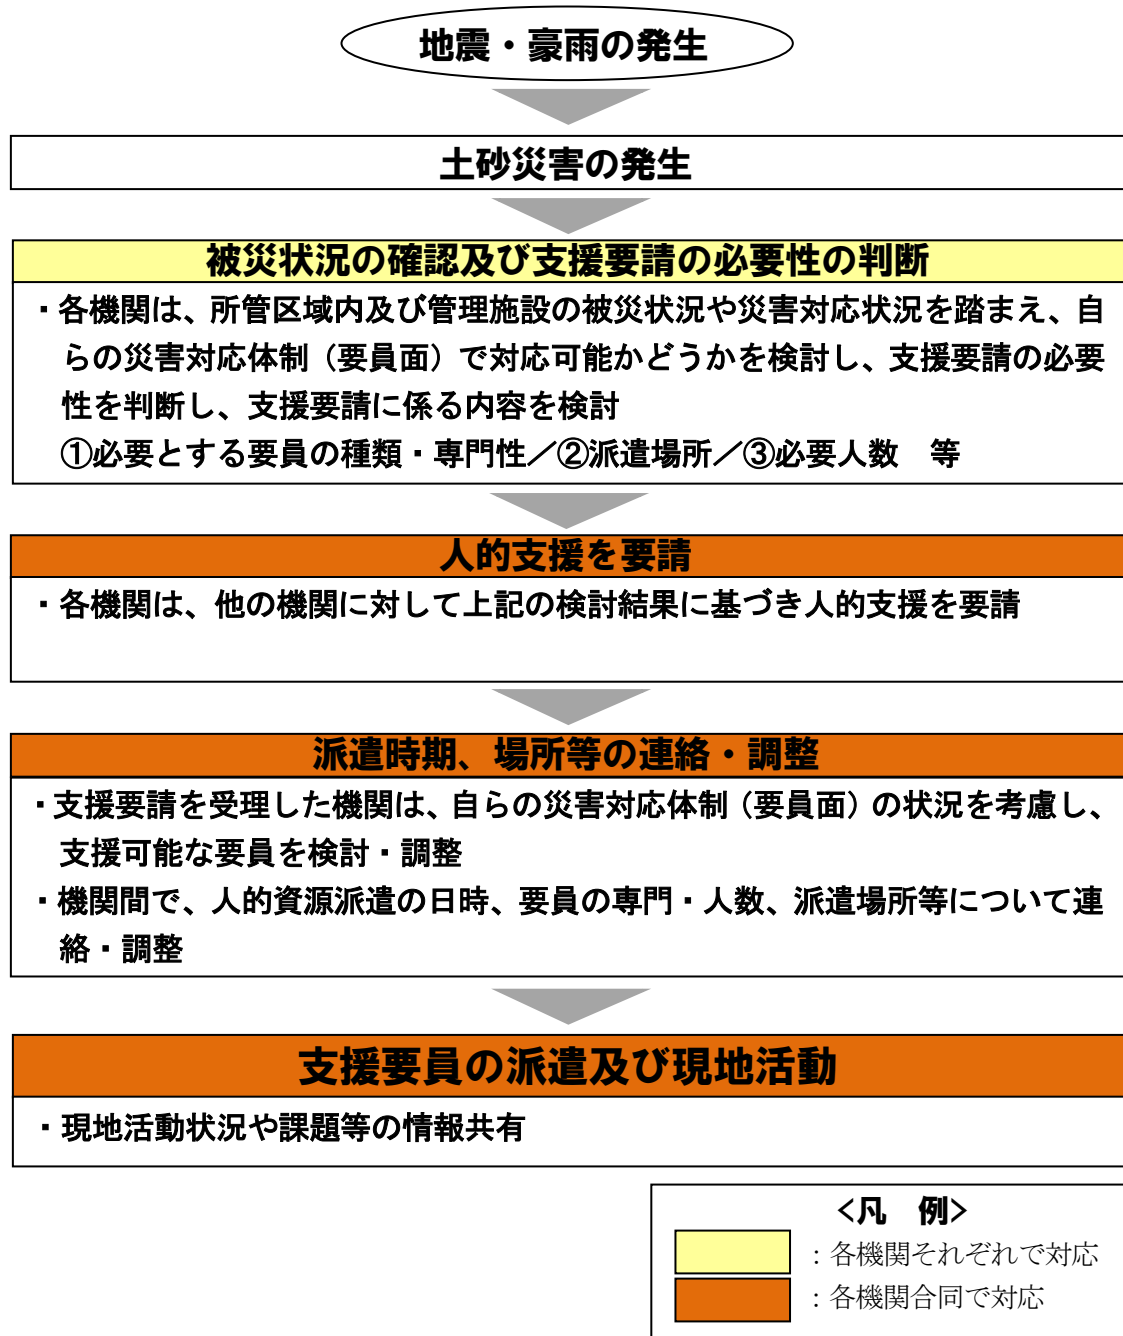 地震・豪雨の発生
土砂災害の発生
被災状況の確認及び支援要請の必要性の判断
・各機関は、所管区域内及び管理施設の被災状況や災害対応状況を踏まえ、自
らの災害対応体制（要員面）で対応可能かどうかを検討し、支援要請の必要
性を判断し、支援要請に係る内容を検討
①必要とする要員の種類・専門性／②派遣場所／③必要人数　等
人的支援を要請
・各機関は、他の機関に対して上記の検討結果に基づき人的支援を要請
派遣時期、場所等の連絡・調整
・支援要請を受理した機関は、自らの災害対応体制（要員面）の状況を考慮し、
支援可能な要員を検討・調整
・機関間で、人的資源派遣の日時、要員の専門・人数、派遣場所等について連
絡・調整
支援要員の派遣及び現地活動
・現地活動状況や課題等の情報共有
<凡　例>
：各機関それぞれで対応
：各機関合同で対応